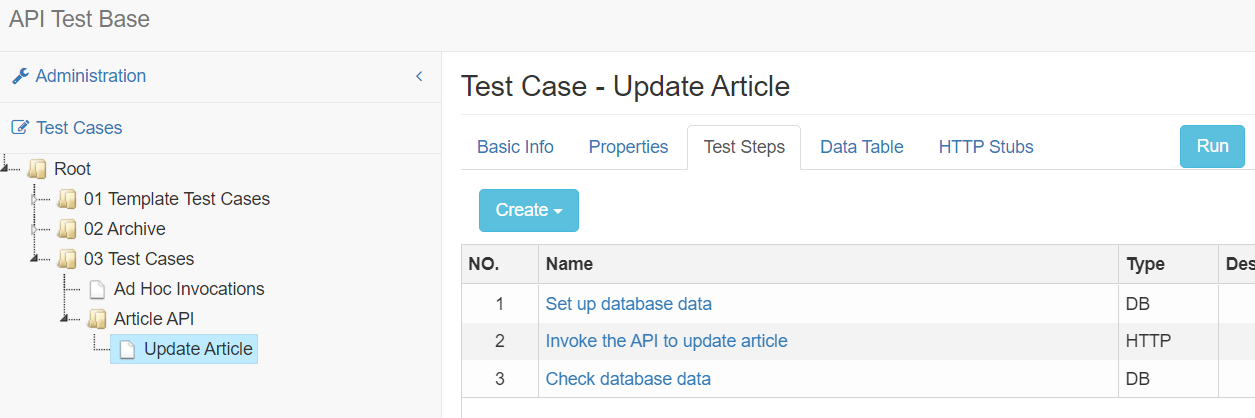 API Test Base
Administration
Test Cases
Root
01 Template Test Cases
02 Archive
03 Test Cases
Ad Hoc Invocations
Article API
Update Article
Test Case - Update Article
Basic Info Properties Test Steps Data Table HTTP Stubs Run
Create
NO. Name Type Des
1 Set up database data DB
2 Invoke the API to update article HTTP
3 Check database data DB